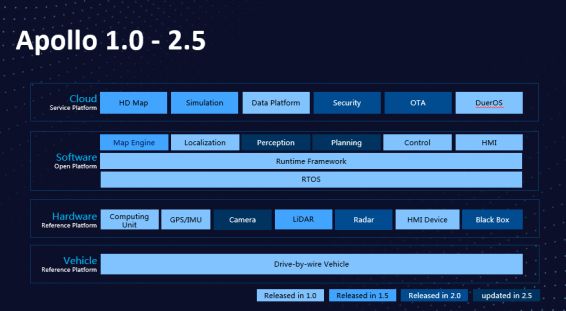 Apollo 1.0 - 2.5
Cloud
Service Platform
HD Map
Simulation
Data Platform
Security
OTA
DuerOS
Software
Open Platform
Map Engine
Localization
Perception
Planning
Control
HMI
Runtime Framework
RTOS
Hardware
Reference Platform
Computing
Unit
GPS/IMU
Camera
LiDAR
Radar
HMI Device
Black Box
Vehicle
Reference Platform
Drive-by-wire Vehicle
Released in 1.0
Released in 1.5
Released in 2.0
updated in 2.5